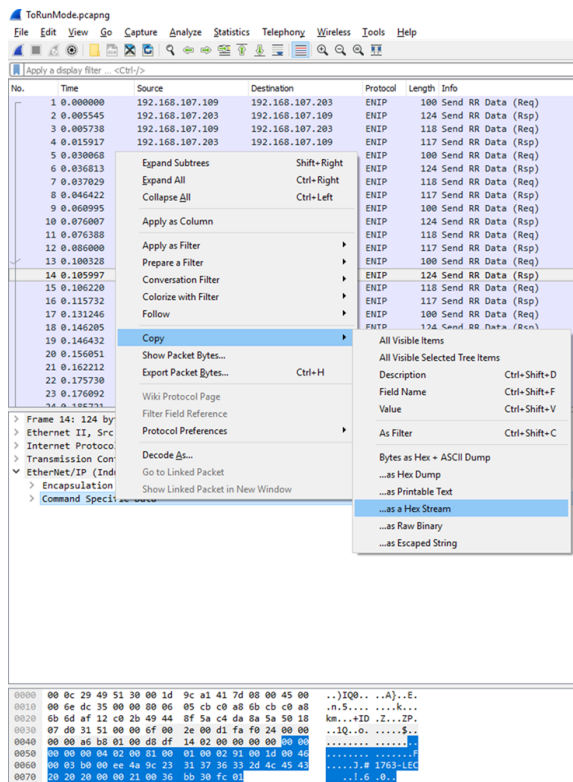 ToRunMode.pcapng
File Edit View Go Capture Analyze Statistics Telephony Wireless Tools Help
Apply a display filter ... <Ctrl-/>
No. Time Source Destination Protocol Length Info
1 0.000000 192.168.107.109 192.168.107.203 ENIP 100 Send RR Data (Req)
2 0.005545 192.168.107.203 192.168.107.109 ENIP 124 Send RR Data (Rsp)
3 0.005738 192.168.107.109 192.168.107.203 ENIP 118 Send RR Data (Req)
4 0.015917 192.168.107.203 192.168.107.109 ENIP 117 Send RR Data (Rsp)
5 0.030068 ENIP 100 Send RR Data (Req)
6 0.036813 Expand Subtrees Shift+Right ENIP 124 Send RR Data (Rsp)
7 0.037029 Expand All Ctrl+Right ENIP 118 Send RR Data (Req)
8 0.046422 Collapse All Ctrl+Left ENIP 117 Send RR Data (Rsp)
9 0.060995 ENIP 100 Send RR Data (Req)
10 0.076007 Apply as Column ENIP 124 Send RR Data (Rsp)
11 0.076388 ENIP 118 Send RR Data (Req)
12 0.086000 Apply as Filter ENIP 117 Send RR Data (Rsp)
13 0.100328 Prepare a Filter ENIP 100 Send RR Data (Req)
14 0.105997 Conversation Filter ENIP 124 Send RR Data (Rsp)
15 0.106220 Colorize with Filter ENIP 118 Send RR Data (Req)
16 0.115732 Follow ENIP 117 Send RR Data (Rsp)
17 0.131246 ENIP 100 Send RR Data (Req)
18 0.146205 ENIP 124 Send RR Data (Rsp)
19 0.146432 Copy All Visible Items
20 0.156051 Show Packet Bytes... All Visible Selected Tree Items
21 0.162212 Export Packet Bytes... Ctrl+H Description Ctrl+Shift+D
22 0.175730 Field Name Ctrl+Shift+F
23 0.176092 Wiki Protocol Page Value Ctrl+Shift+V
24 0.185721 Filter Field Reference
Frame 14: 124 by Protocol Preferences As Filter Ctrl+Shift+C
Ethernet II, Src
Internet Protoco Decode As... Bytes as Hex + ASCII Dump
Transmission Con Go to Linked Packet ...as Hex Dump
EtherNet/IP (Indu Show Linked Packet in New Window ...as Printable Text
Encapsulation
Command Specific Data ...as a Hex Stream
...as Raw Binary
...as Escaped String
0000 00 0c 29 49 51 30 00 1d 9c a1 41 7d 08 00 45 00 ..)IQ0.. ..A}..E.
0010 00 6e dc 35 00 00 80 06 05 cb c0 a8 6b cb c0 a8 .n.5.... ....k...
0020 6b 6d af 12 c0 2b 49 44 8f 5a c4 da 8a 5a 50 18 km...+ID .Z...ZP.
0030 07 d0 31 51 00 00 6f 00 2e 00 d1 fa f0 24 00 00 ..1Q..o. .....$..
0040 00 00 a6 b8 01 00 d8 df 14 02 00 00 00 00 00 00 ........ ........
0050 00 00 00 04 02 00 81 00 01 00 02 91 00 1d 00 46 ........ .......F
0060 00 03 b0 00 ee 4a 9c 23 31 37 36 33 2d 4c 45 43 .....J.# 1763-LEC
0070 20 20 20 00 00 21 00 36 bb 30 fc 01 ..!.6 .0..